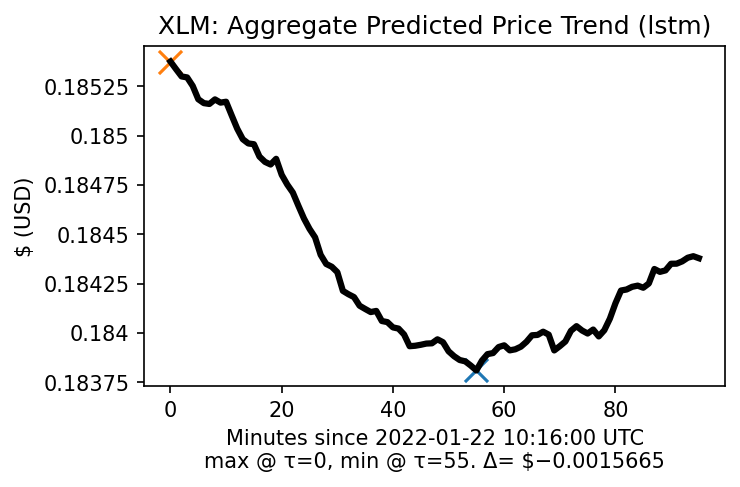 XLM: Aggregate Predicted Price Trend (lstm)
$ (USD)
0.18525
0.185
0.18475
0.1845
0.18425
0.184
0.18375
0 20 40 60 80
Minutes since 2022-01-22 10:16:00 UTC
max @ τ=0, min @ τ=55. Δ= $−0.0015665